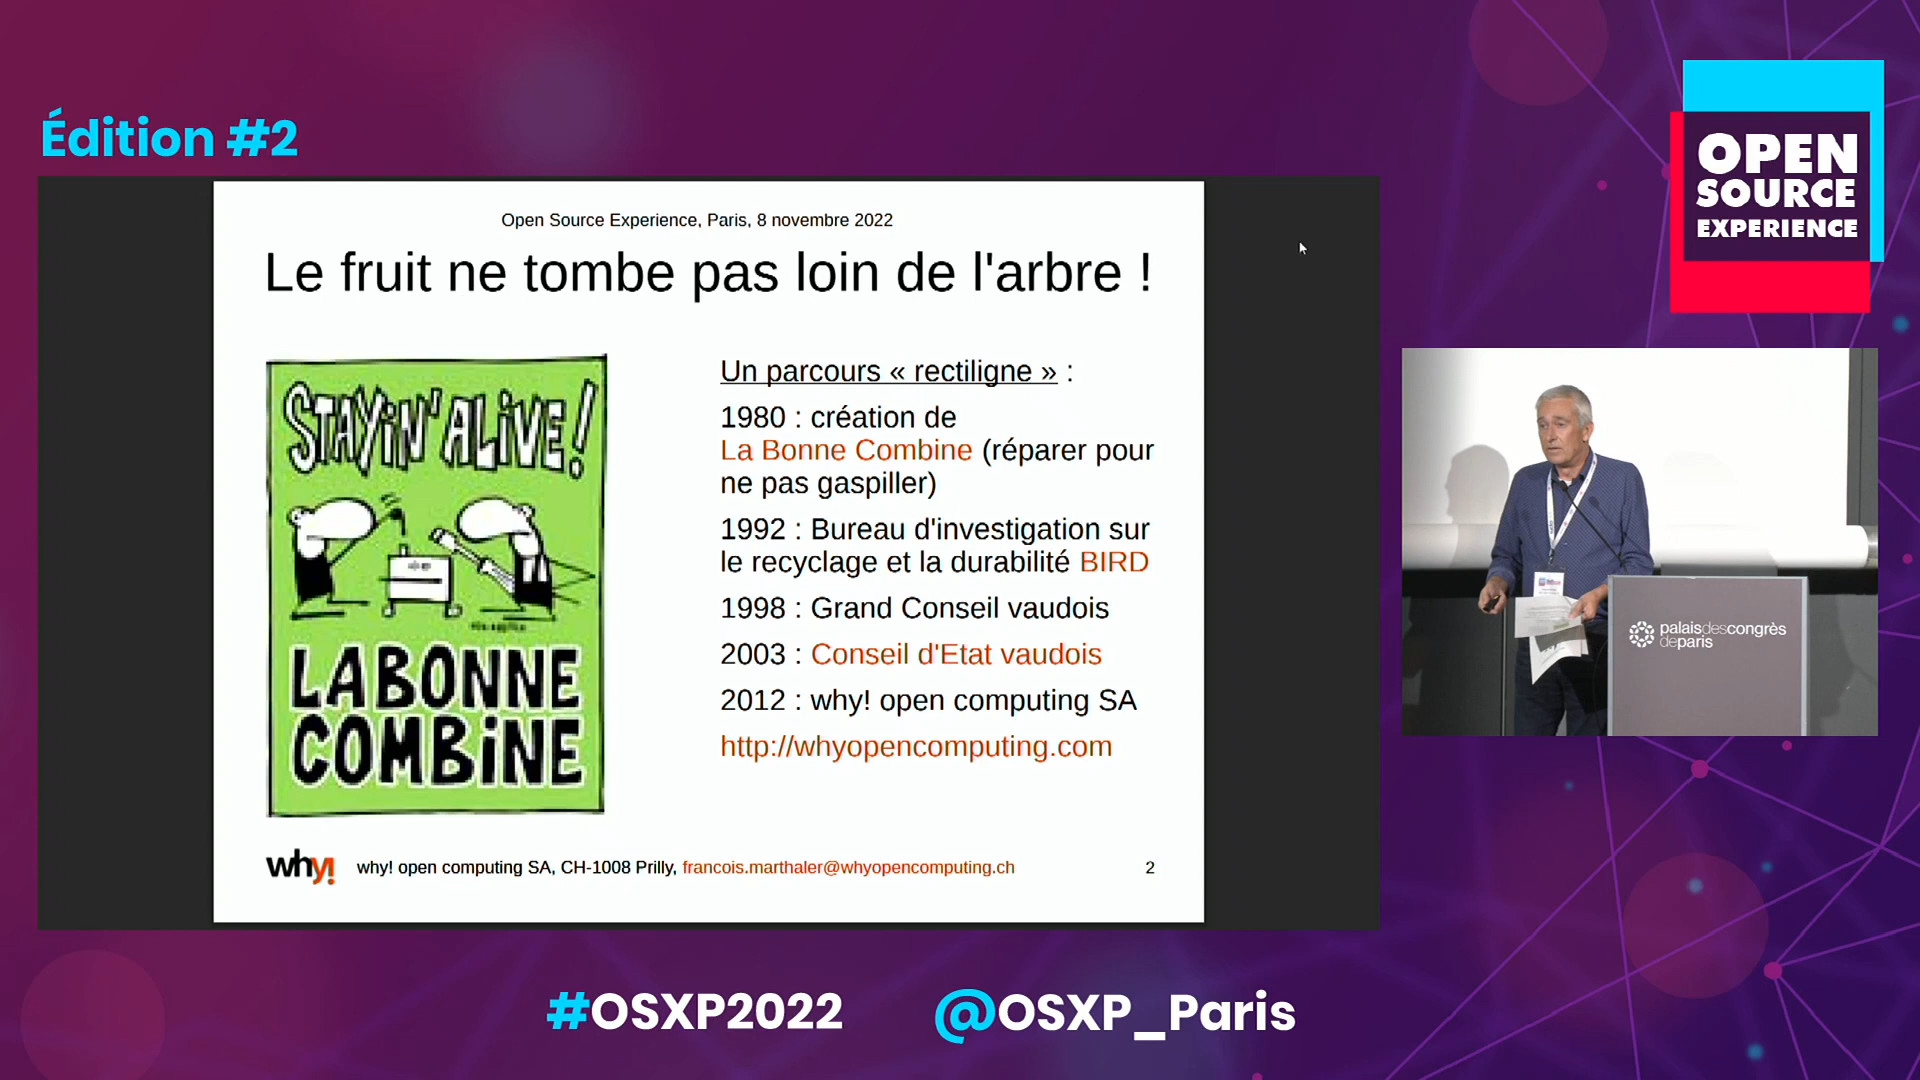 Édition #2
OPEN
SOURCE
EXPERIENCE
Open Source Experience, Paris, 8 novembre 2022
Le fruit ne tombe pas loin de l'arbre !
STAYiN' ALiVE!
LA BONNE
COMBiNE
Un parcours « rectiligne » :
1980 : création de
La Bonne Combine (réparer pour
ne pas gaspiller)
1992 : Bureau d'investigation sur
le recyclage et la durabilité BIRD
1998 : Grand Conseil vaudois
2003 : Conseil d'Etat vaudois
2012 : why! open computing SA
http://whyopencomputing.com
why! why! open computing SA, CH-1008 Prilly, francois.marthaler@whyopencomputing.ch 2
palaisdescongrès
deparis
#OSXP2022 @OSXP_Paris